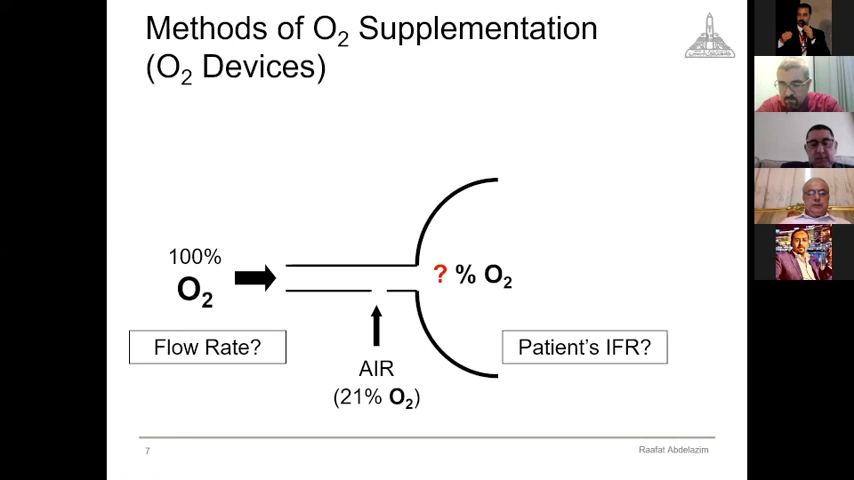 Methods of O₂ Supplementation
(O₂ Devices)
100%
O₂
? % O₂
Flow Rate?
Patient's IFR?
AIR
(21% O₂)
7
Raafat Abdelazim